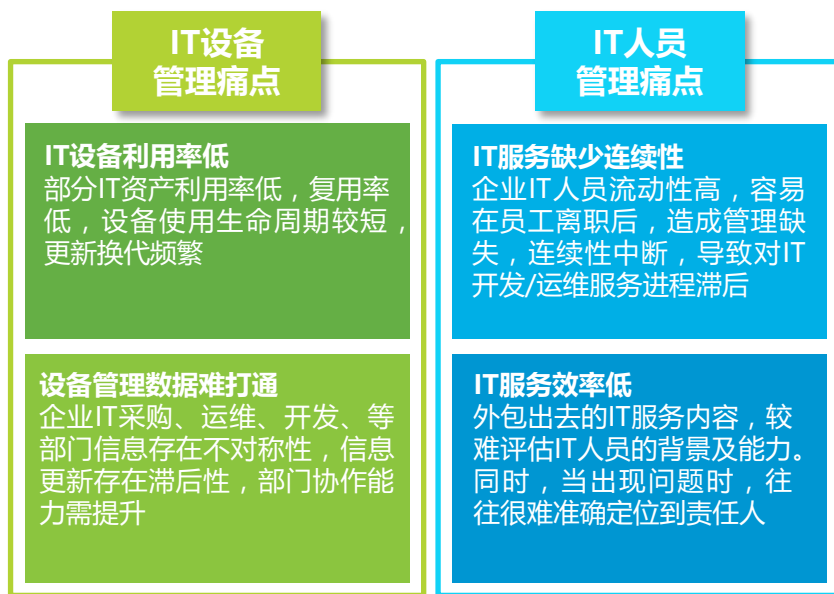 IT设备
管理痛点
IT设备利用率低
部分IT资产利用率低，复用率
低，设备使用生命周期较短，
更新换代频繁
设备管理数据难打通
企业IT采购、运维、开发、等
部门信息存在不对称性，信息
更新存在滞后性，部门协作能
力需提升
IT人员
管理痛点
IT服务缺少连续性
企业IT人员流动性高，容易
在员工离职后，造成管理缺
失，连续性中断，导致对IT
开发/运维服务进程滞后
IT服务效率低
外包出去的IT服务内容，较
难评估IT人员的背景及能力。
同时，当出现问题时，往
往很难准确定位到责任人